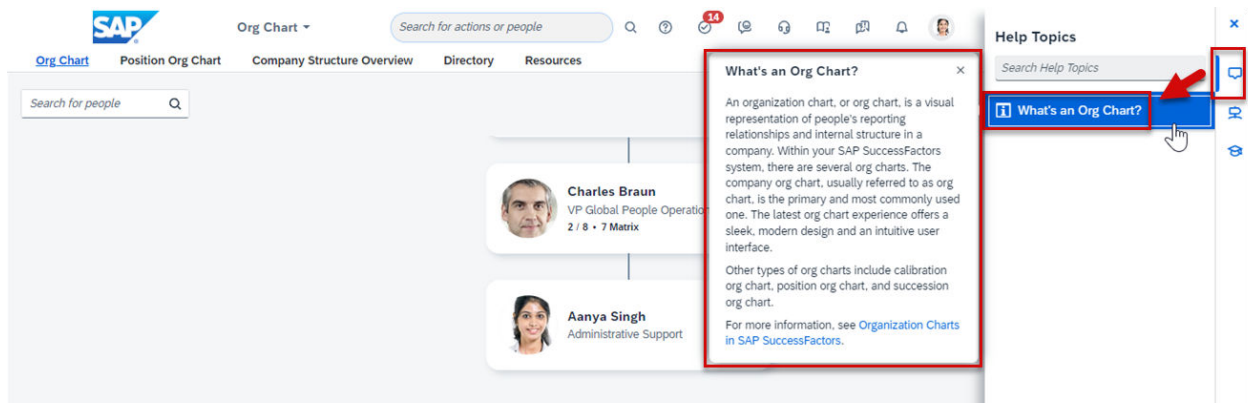 SAP
Org Chart
Search for actions or people
14
Org Chart
Position Org Chart
Company Structure Overview
Directory
Resources
Search for people
Charles Braun
VP Global People Operation
2 / 8 • 7 Matrix
Aanya Singh
Administrative Support
What's an Org Chart?
An organization chart, or org chart, is a visual
representation of people's reporting
relationships and internal structure in a
company. Within your SAP SuccessFactors
system, there are several org charts. The
company org chart, usually referred to as org
chart, is the primary and most commonly used
one. The latest org chart experience offers a
sleek, modern design and an intuitive user
interface.
Other types of org charts include calibration
org chart, position org chart, and succession
org chart.
For more information, see Organization Charts
in SAP SuccessFactors.
Help Topics
Search Help Topics
What's an Org Chart?